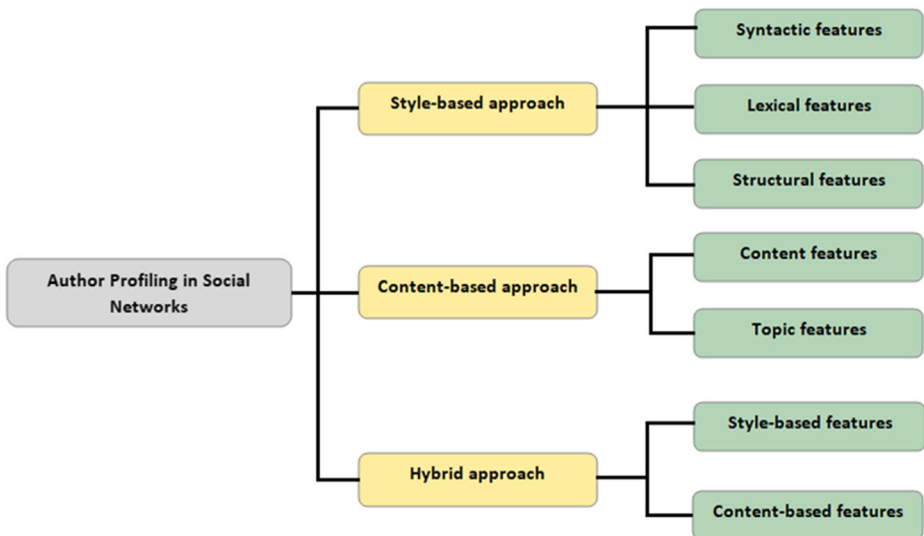 Syntactic features
Style-based approach
Lexical features
Structural features
Author Profiling in Social
Networks
Content-based approach
Content features
Topic features
Hybrid approach
Style-based features
Content-based features